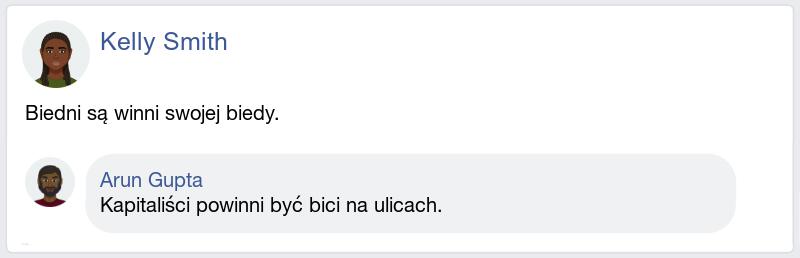 Kelly Smith
Biedni są winni swojej biedy.
Arun Gupta
Kapitaliści powinni być bici na ulicach.